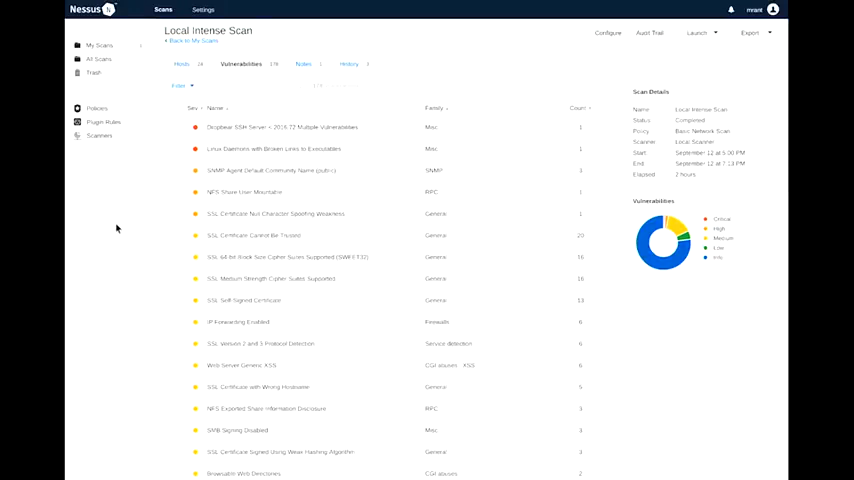 Nessus N
Scans
Settings
mrant
Local Intense Scan
Back to My Scans
Configure
Audit Trail
Launch
Export
My Scans
All Scans
Trash
Policies
Plugin Rules
Scanners
Hosts 24
Vulnerabilities 178
Notes 1
History
Filter
Sev
Name
Family
Count
Dropbear SSH Server < 2016.72 Multiple Vulnerabilities Misc 1
Linux Daemons with Broken Links to Executables Misc 1
SNMP Agent Default Community Name (public) SNMP
NFS Share User Mountable RPC 1
SSL Certificate Null Character Spoofing Weakness General 1
SSL Certificate Cannot Be Trusted General 20
SSL 64-bit Block Size Cipher Suites Supported (SWEET32) General 16
SSL Medium Strength Cipher Suites Supported General 16
SSL Self-Signed Certificate General 13
IP Forwarding Enabled Firewalls 6
SSL Version 2 and 3 Protocol Detection Service detection 6
Web Server Generic XSS CGI abuses : XSS 6
SSL Certificate with Wrong Hostname General 5
NFS Exported Share Information Disclosure RPC 3
SMB Signing Disabled Misc 3
SSL Certificate Signed Using Weak Hashing Algorithm General 3
Browsable Web Directories CGI abuses 2
Scan Details
Name Local Intense Scan
Status Completed
Policy Basic Network Scan
Scanner Local Scanner
Start September 12 at 5:00 PM
End September 12 at 7:13 PM
Elapsed 2 hours
Vulnerabilities
Critical
High
Medium
Low
Info